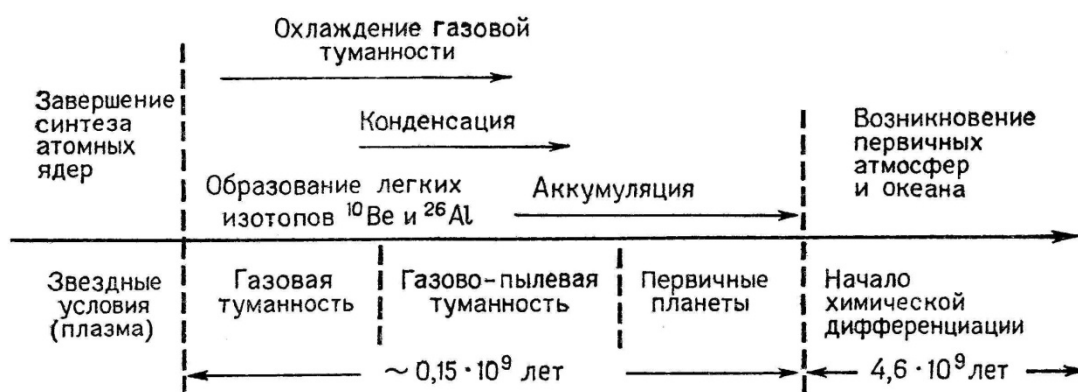 Охлаждение газовой
туманности
Завершение
синтеза
атомных
ядер
Конденсация
Возникновение
первичных
атмосфер
и океана
Образование легких
изотопов ¹⁰Be и ²⁶Al
Аккумуляция
Звездные
условия
(плазма)
Газовая
туманность
Газово-пылевая
туманность
Первичные
планеты
Начало
химической
дифференциации
~ 0,15 · 10⁹ лет
4,6 · 10⁹ лет